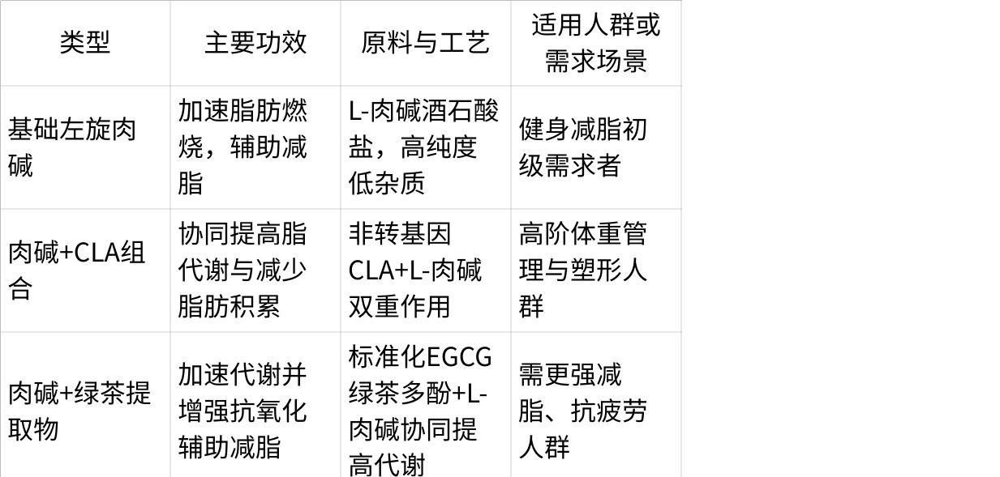 类型
主要功效
原料与工艺
适用人群或
需求场景
基础左旋肉
碱
加速脂肪燃
烧，辅助减
脂
L-肉碱酒石酸
盐，高纯度
低杂质
健身减脂初
级需求者
肉碱+CLA组
合
协同提高脂
代谢与减少
脂肪积累
非转基因
CLA+L-肉碱
双重作用
高阶体重管
理与塑形人
群
肉碱+绿茶提
取物
加速代谢并
增强抗氧化
辅助减脂
标准化EGCG
绿茶多酚+L-
肉碱协同提
高代谢
需更强减
脂、抗疲劳
人群